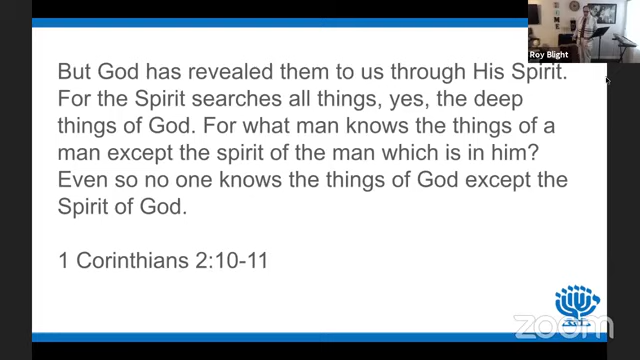 Roy Blight
But God has revealed them to us through His Spirit.
For the Spirit searches all things, yes, the deep
things of God. For what man knows the things of a
man except the spirit of the man which is in him?
Even so no one knows the things of God except the
Spirit of God.
1 Corinthians 2:10-11
zoom